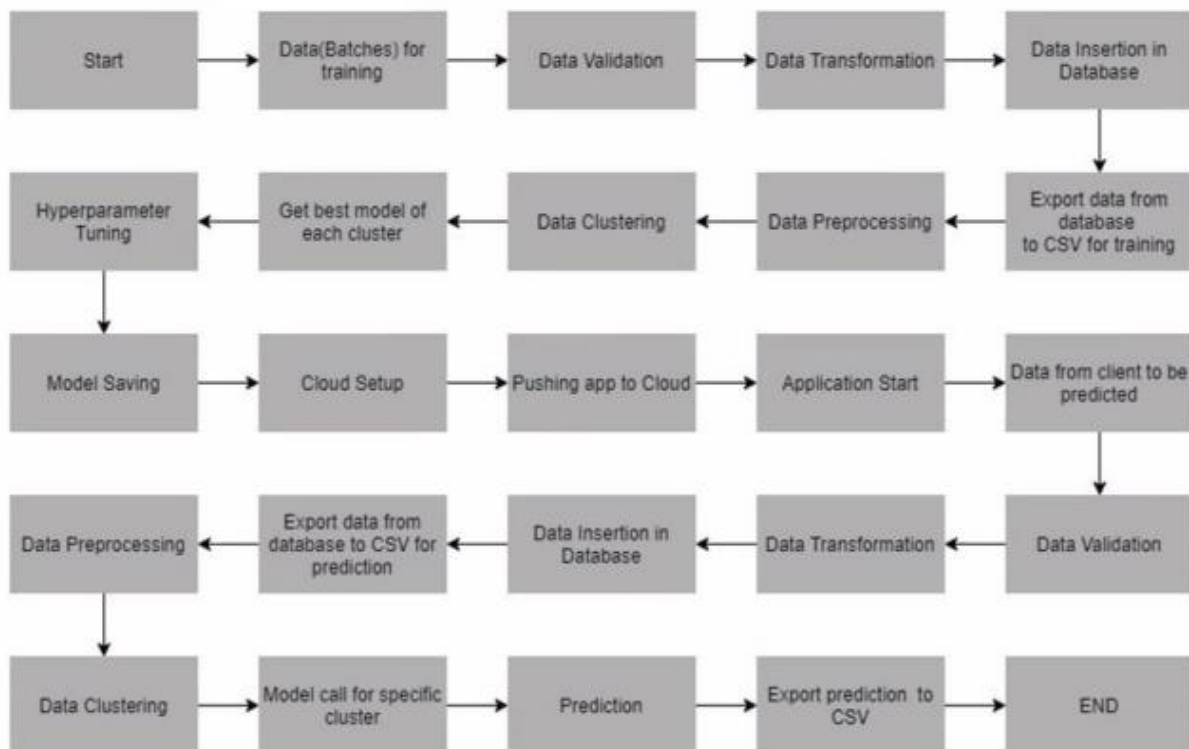 Start
Data(Batches) for
training
Data Validation
Data Transformation
Data Insertion in
Database
Hyperparameter
Tuning
Get best model of
each cluster
Data Clustering
Data Preprocessing
Export data from
database
to CSV for training
Model Saving
Cloud Setup
Pushing app to Cloud
Application Start
Data from client to be
predicted
Data Preprocessing
Export data from
database to CSV for
prediction
Data Insertion in
Database
Data Transformation
Data Validation
Data Clustering
Model call for specific
cluster
Prediction
Export prediction to
CSV
END